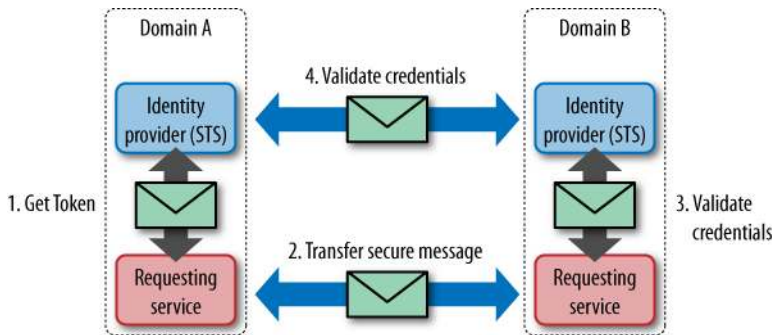 Domain A
Domain B
4. Validate credentials
Identity
provider (STS)
Identity
provider (STS)
1. Get Token
3. Validate
credentials
2. Transfer secure message
Requesting
service
Requesting
service